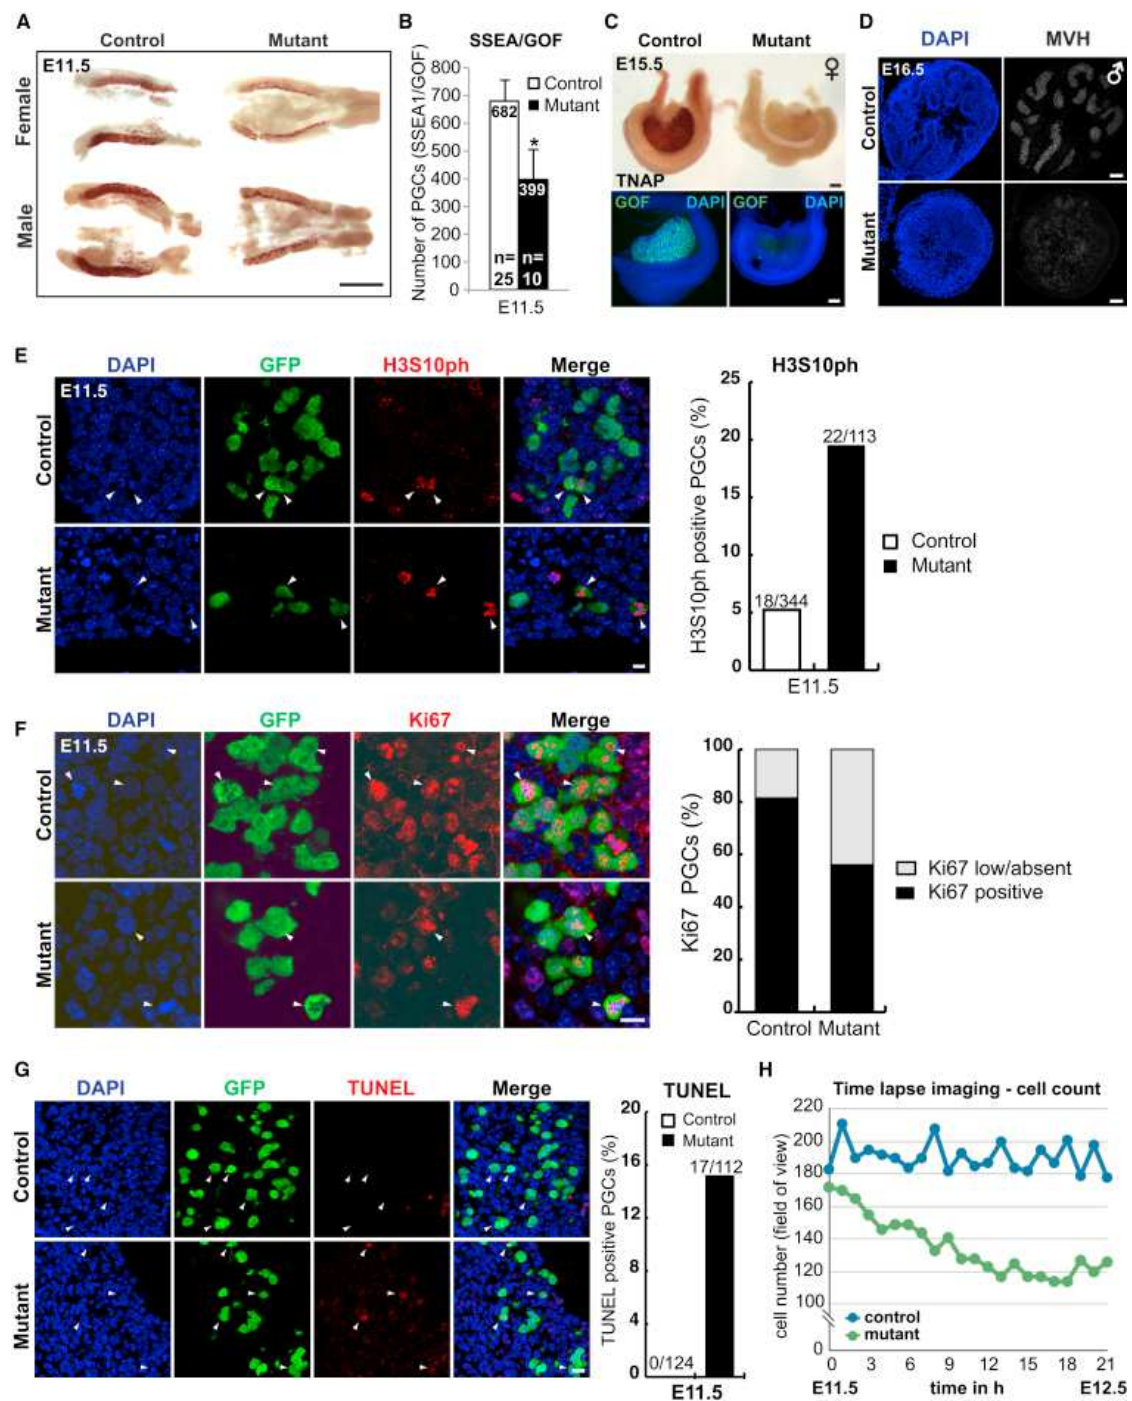 A
Control Mutant
E11.5
Female
Male
B
SSEA/GOF
Number of PGCs (SSEA1/GOF)
800
700
600
500
400
300
200
100
0
Control
Mutant
682
*
399
n= n=
25 10
E11.5
C
Control Mutant
E15.5 ♀
TNAP
GOF DAPI GOF DAPI
D
DAPI MVH
E16.5 ♂
Control
Mutant
E
DAPI GFP H3S10ph Merge
E11.5
Control
Mutant
H3S10ph
H3S10ph positive PGCs (%)
25
20
15
10
5
0
22/113
18/344
Control
Mutant
E11.5
F
DAPI GFP Ki67 Merge
E11.5
Control
Mutant
Ki67 PGCs (%)
100
80
60
40
20
0
Ki67 low/absent
Ki67 positive
Control Mutant
G
DAPI GFP TUNEL Merge
Control
Mutant
TUNEL
TUNEL positive PGCs (%)
20
16
12
8
4
0
Control
Mutant
17/112
0/124
E11.5
H
Time lapse imaging - cell count
cell number (field of view)
220
200
180
160
140
120
100
0
control
mutant
0 3 6 9 12 15 18 21
E11.5 time in h E12.5